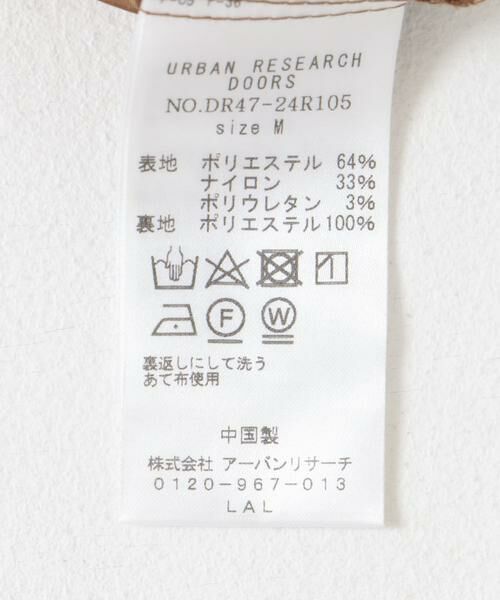 URBAN RESEARCH
DOORS
NO.DR47-24R105
size M
表地 ポリエステル 64%
ナイロン 33%
ポリウレタン 3%
裏地 ポリエステル100%
F W
裏返しにして洗う
あて布使用
中国製
株式会社 アーバンリサーチ
0120-967-013
LAL